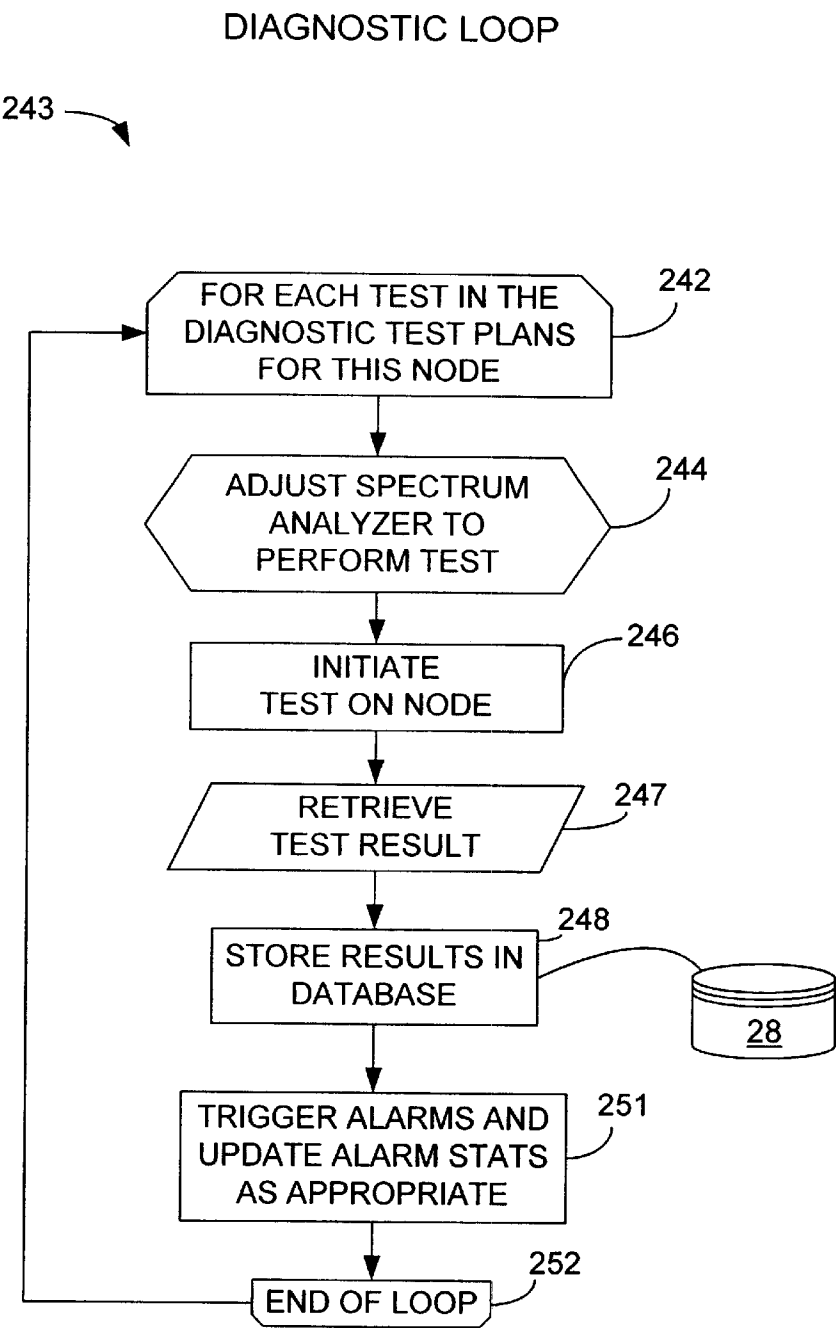 DIAGNOSTIC LOOP
243
FOR EACH TEST IN THE
DIAGNOSTIC TEST PLANS
FOR THIS NODE
242
ADJUST SPECTRUM
ANALYZER TO
PERFORM TEST
244
INITIATE
TEST ON NODE
246
RETRIEVE
TEST RESULT
247
STORE RESULTS IN
DATABASE
248
28
TRIGGER ALARMS AND
UPDATE ALARM STATS
AS APPROPRIATE
251
END OF LOOP
252